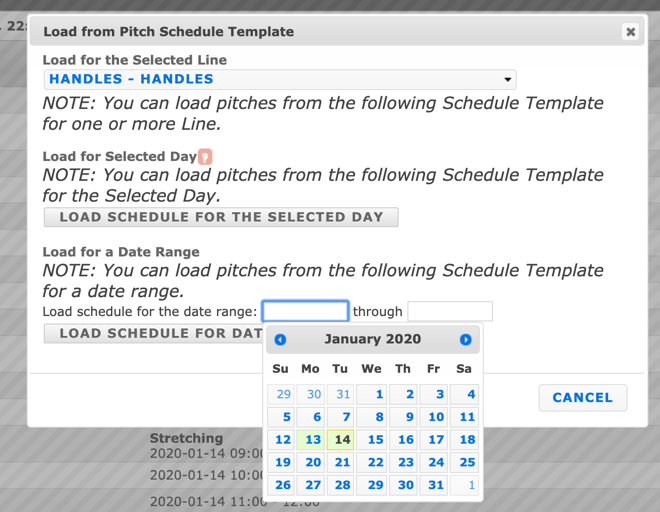 22:
Load from Pitch Schedule Template
Load for the Selected Line
HANDLES - HANDLES
NOTE: You can load pitches from the following Schedule Template
for one or more Line.
Load for Selected Day
NOTE: You can load pitches from the following Schedule Template
for the Selected Day.
LOAD SCHEDULE FOR THE SELECTED DAY
Load for a Date Range
NOTE: You can load pitches from the following Schedule Template
for a date range.
Load schedule for the date range: through
LOAD SCHEDULE FOR DAT
January 2020
Su Mo Tu We Th Fr Sa
29 30 31 1 2 3 4
5 6 7 8 9 10 11
12 13 14 15 16 17 18
19 20 21 22 23 24 25
26 27 28 29 30 31 1
CANCEL
Stretching
2020-01-14 09:00
2020-01-14 10:00
2020-01-14 11:00 - 12:00